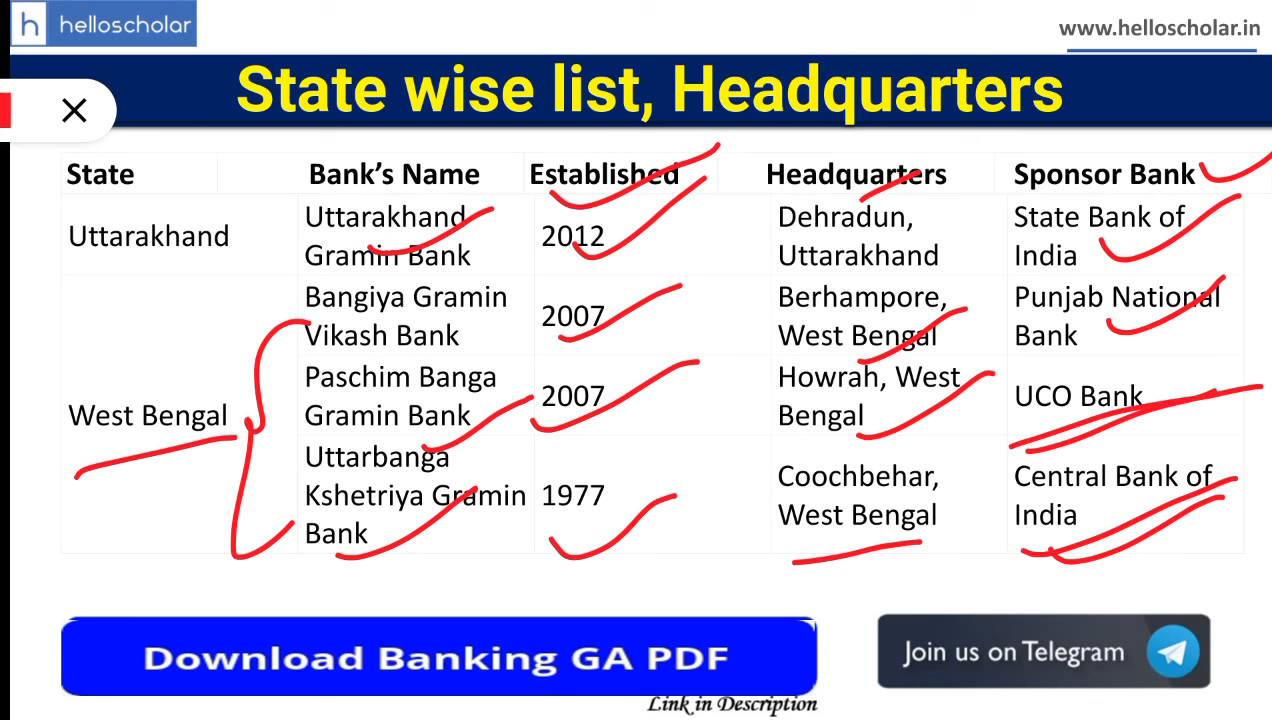 h helloscholar
www.helloscholar.in
State wise list, Headquarters
State Bank's Name Established Headquarters Sponsor Bank
Uttarakhand
Uttarakhand
Gramin Bank
2012
Dehradun,
Uttarakhand
State Bank of
India
West Bengal
Bangiya Gramin
Vikash Bank
2007
Berhampore,
West Bengal
Punjab National
Bank
Paschim Banga
Gramin Bank
2007
Howrah, West
Bengal
UCO Bank
Uttarbanga
Kshetriya Gramin
Bank
1977
Coochbehar,
West Bengal
Central Bank of
India
Download Banking GA PDF
Link in Description
Join us on Telegram